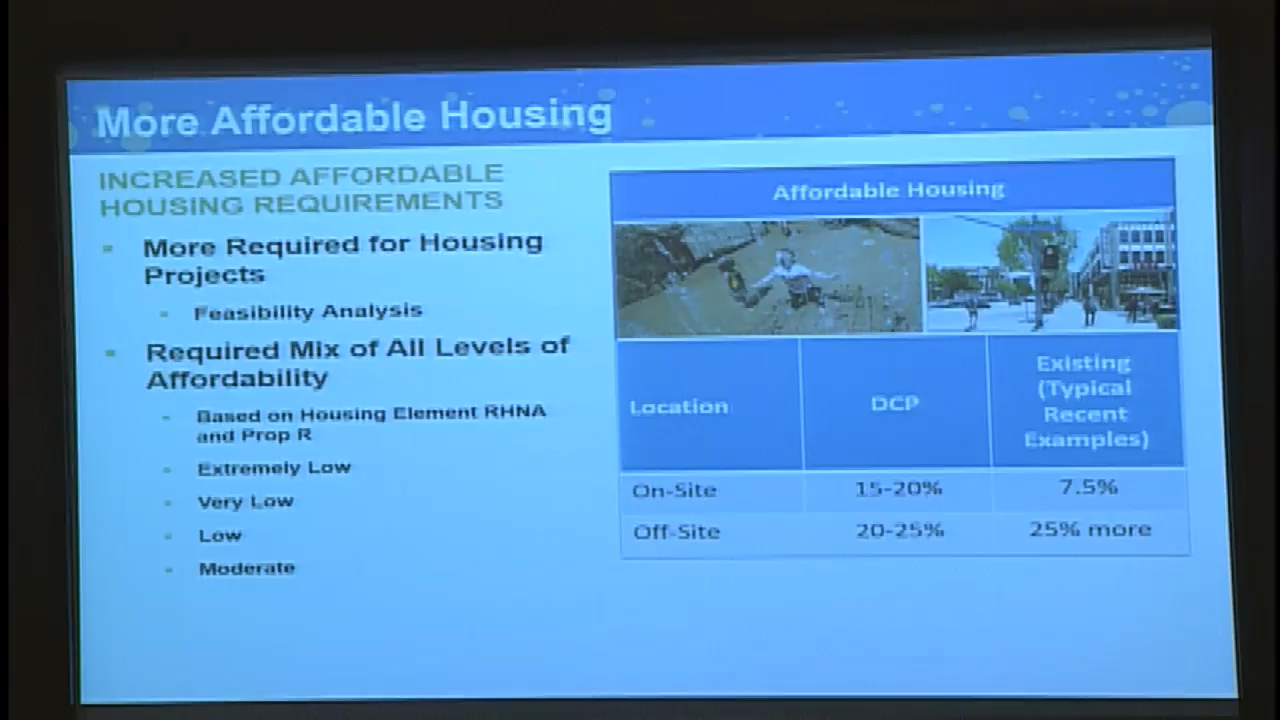 More Affordable Housing
INCREASED AFFORDABLE
HOUSING REQUIREMENTS
More Required for Housing
Projects
Feasibility Analysis
Required Mix of All Levels of
Affordability
Based on Housing Element RHNA
and Prop R
Extremely Low
Very Low
Low
Moderate
Affordable Housing
Location
DCP
Existing
(Typical
Recent
Examples)
On-Site
15-20%
7.5%
Off-Site
20-25%
25% more